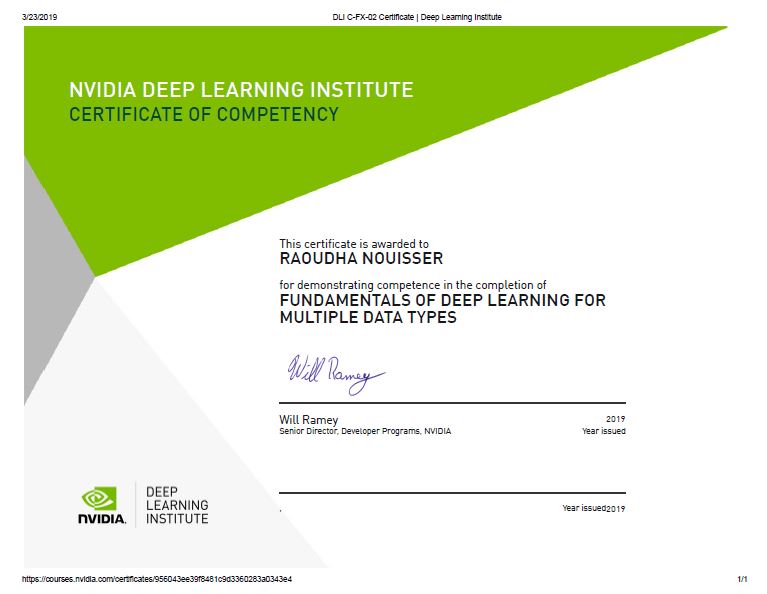 3/23/2019 DLI C-FX-02 Certificate | Deep Learning Institute
NVIDIA DEEP LEARNING INSTITUTE
CERTIFICATE OF COMPETENCY
This certificate is awarded to
RAOUDHA NOUISSER
for demonstrating competence in the completion of
FUNDAMENTALS OF DEEP LEARNING FOR
MULTIPLE DATA TYPES
Will Ramey
Will Ramey 2019
Senior Director, Developer Programs, NVIDIA Year issued
. Year issued2019
NVIDIA.
DEEP
LEARNING
INSTITUTE
https://courses.nvidia.com/certificates/956043ee39f8481c9d3360283a0343e4 1/1